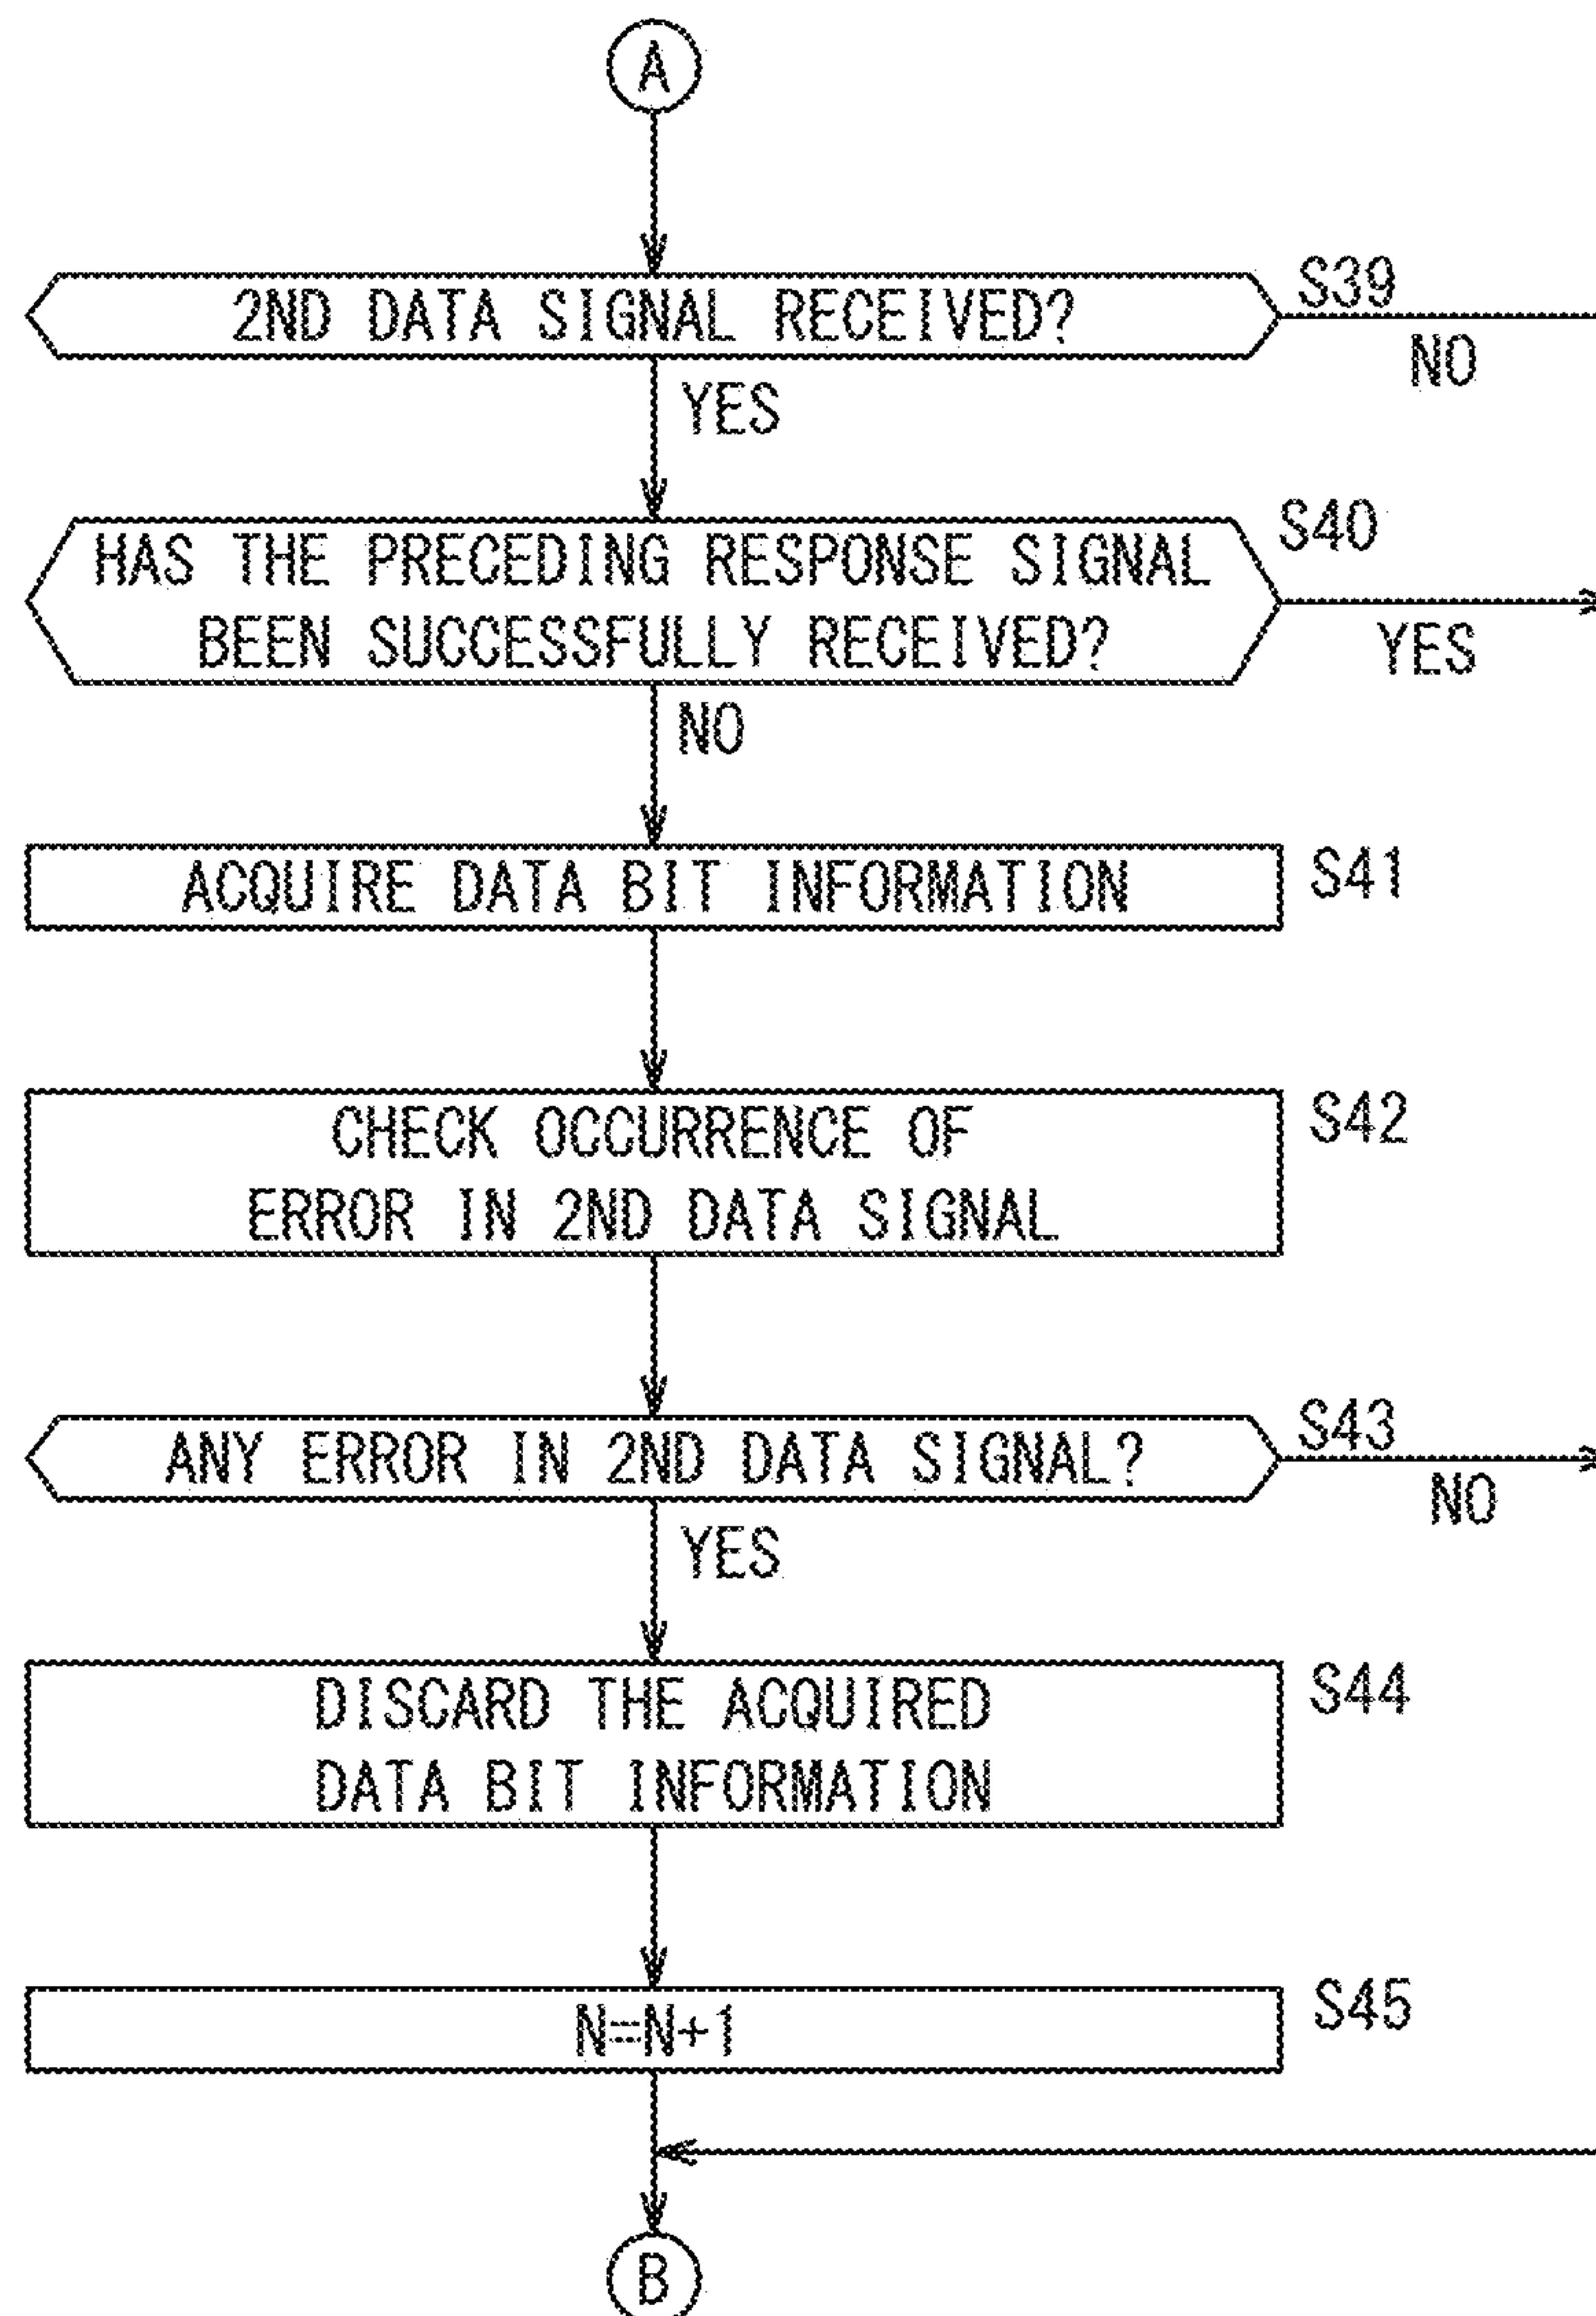 A
2ND DATA SIGNAL RECEIVED?
S39
NO
YES
HAS THE PRECEDING RESPONSE SIGNAL
BEEN SUCCESSFULLY RECEIVED?
S40
YES
NO
ACQUIRE DATA BIT INFORMATION
S41
CHECK OCCURRENCE OF
ERROR IN 2ND DATA SIGNAL
S42
ANY ERROR IN 2ND DATA SIGNAL?
S43
NO
YES
DISCARD THE ACQUIRED
DATA BIT INFORMATION
S44
N=N+1
S45
B